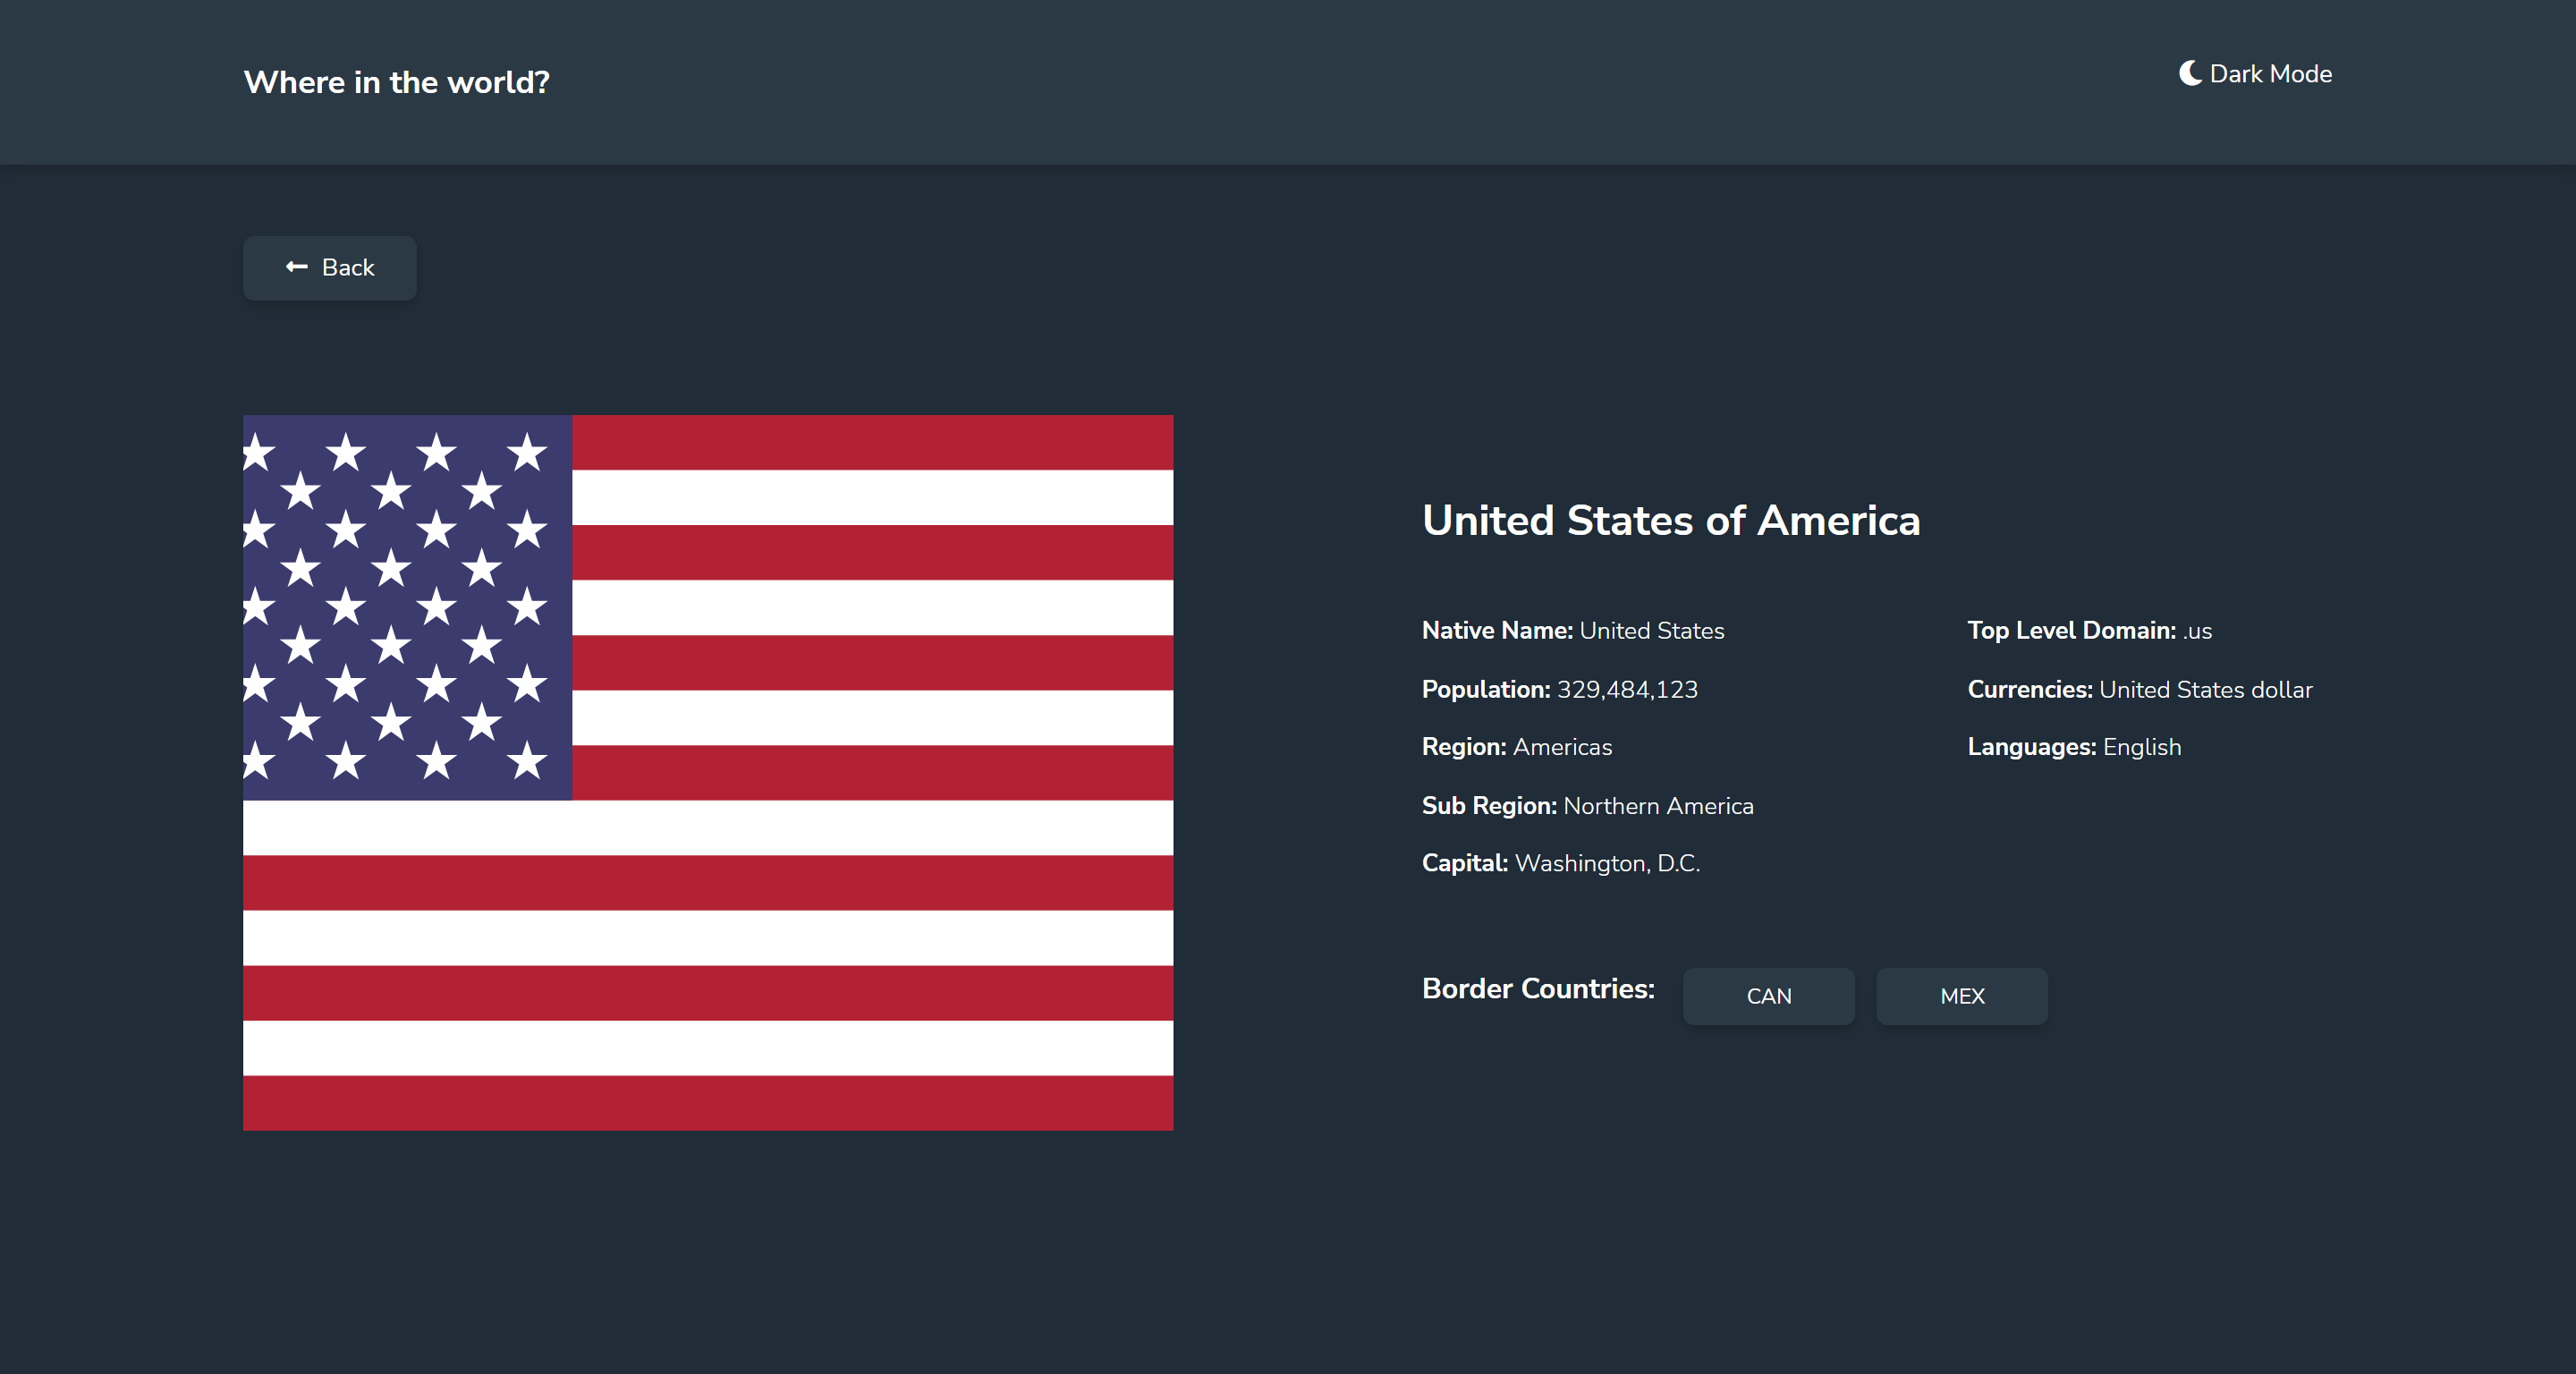 Where in the world?
Dark Mode
Back
United States of America
Native Name: United States
Population: 329,484,123
Region: Americas
Sub Region: Northern America
Capital: Washington, D.C.
Top Level Domain: .us
Currencies: United States dollar
Languages: English
Border Countries: CAN MEX